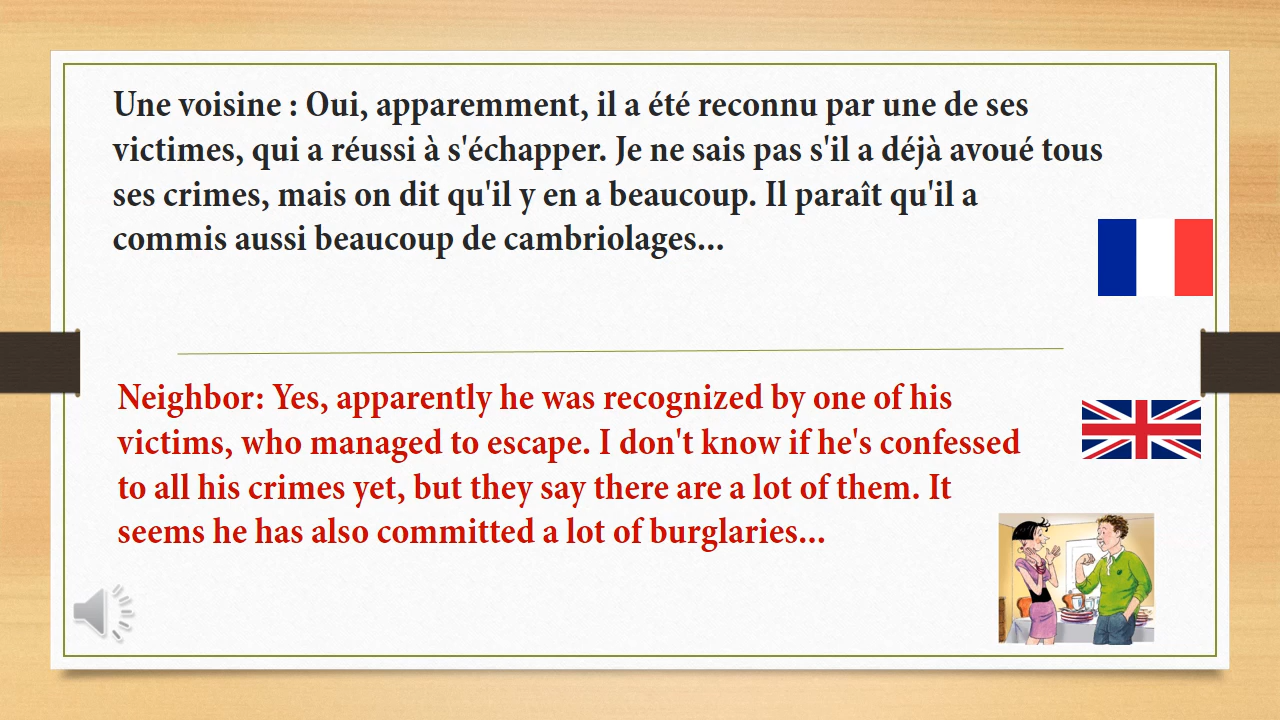 Une voisine : Oui, apparemment, il a été reconnu par une de ses
victimes, qui a réussi à s'échapper. Je ne sais pas s'il a déjà avoué tous
ses crimes, mais on dit qu'il y en a beaucoup. Il paraît qu'il a
commis aussi beaucoup de cambriolages...
Neighbor: Yes, apparently he was recognized by one of his
victims, who managed to escape. I don't know if he's confessed
to all his crimes yet, but they say there are a lot of them. It
seems he has also committed a lot of burglaries...